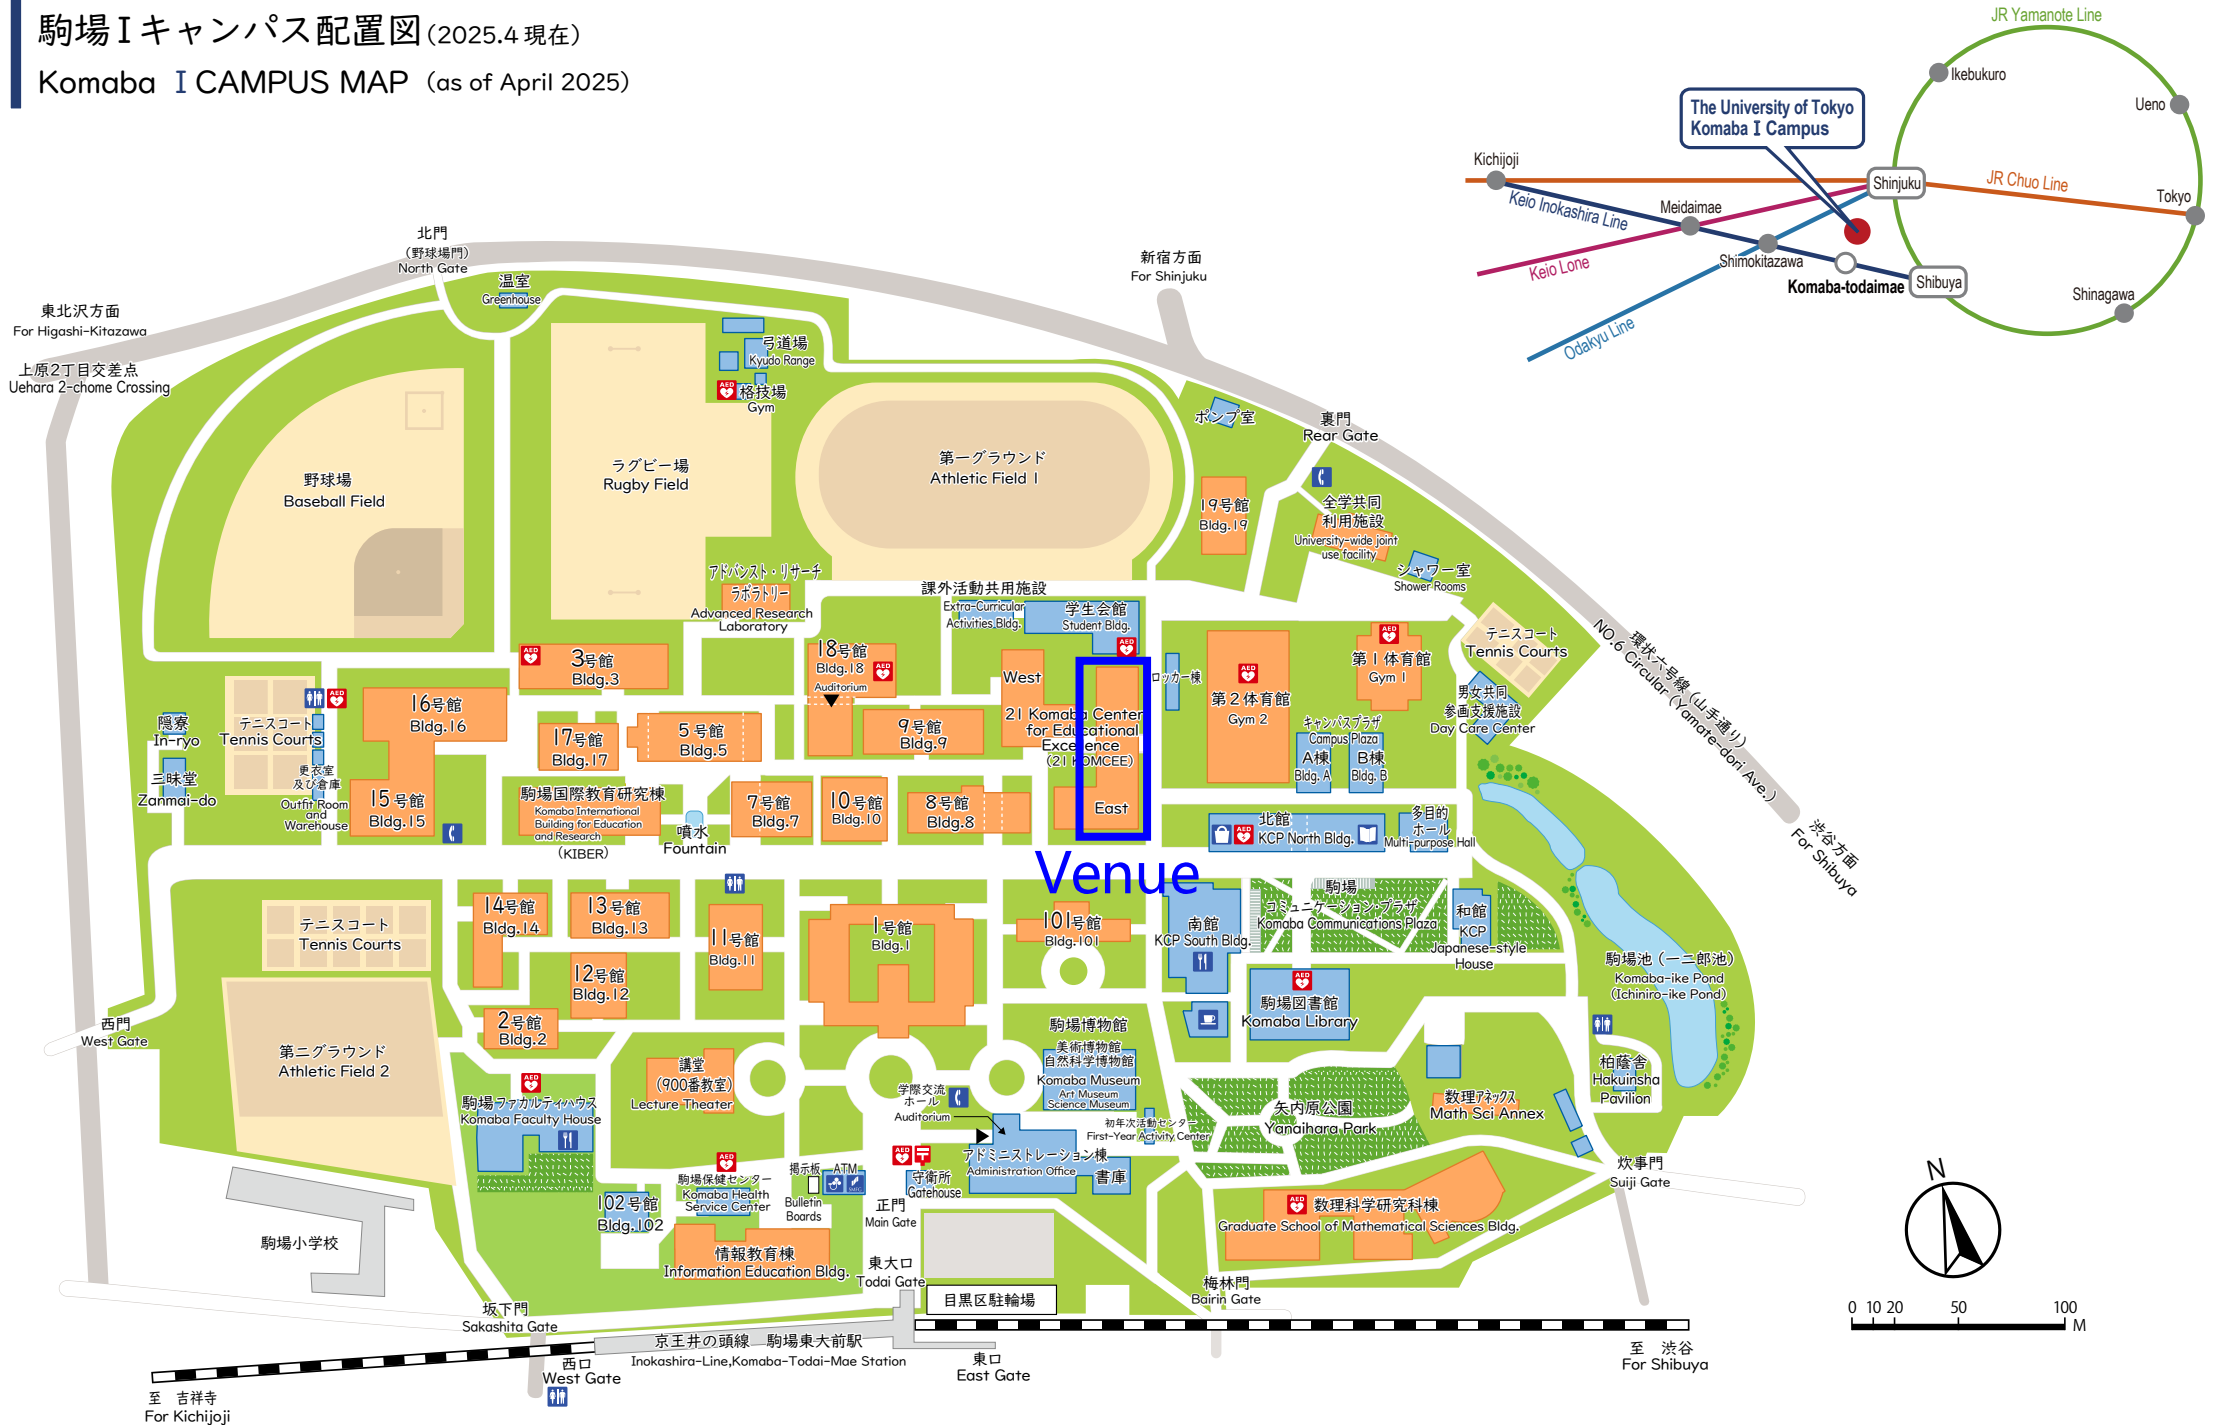 駒場Ⅰキャンパス配置図(2025.4 現在)
Komaba Ⅰ CAMPUS MAP (as of April 2025)
JR Yamanote Line
Ikebukuro
Ueno
The University of Tokyo
Komaba Ⅰ Campus
Kichijoji
Shinjuku
JR Chuo Line
Tokyo
Keio Inokashira Line
Meidaimae
Keio Lone
Shimokitazawa
Komaba-todaimae
Shibuya
Shinagawa
Odakyu Line
北門
(野球場門)
North Gate
温室
Greenhouse
新宿方面
For Shinjuku
東北沢方面
For Higashi-Kitazawa
上原2丁目交差点
Uehara 2-chome Crossing
弓道場
Kyudo Range
AED
格技場
Gym
ポンプ室
裏門
Rear Gate
野球場
Baseball Field
ラグビー場
Rugby Field
第一グラウンド
Athletic Field 1
19号館
Bldg.19
全学共同
利用施設
University-wide joint
use facility
シャワー室
Shower Rooms
アドバンスト・リサーチ
ラボラトリー
Advanced Research
Laboratory
課外活動共用施設
Extra-Curricular
Activities Bldg.
学生会館
Student Bldg.
AED
テニスコート
Tennis Courts
環状六号線(山手通り)
NO.6 Circular (Yamate-dori Ave.)
AED
3号館
Bldg.3
18号館
Bldg.18
AED
Auditorium
West
ロッカー棟
AED
第2体育館
Gym 2
AED
第1体育館
Gym 1
男女共同
参画支援施設
Day Care Center
隠寮
In-ryo
テニスコート
Tennis Courts
AED
16号館
Bldg.16
17号館
Bldg.17
5号館
Bldg.5
9号館
Bldg.9
21 Komaba Center
for Educational
Excellence
(21 KOMCEE)
キャンパスプラザ
Campus Plaza
A棟
Bldg. A
B棟
Bldg. B
三昧堂
Zanmai-do
更衣室
及び倉庫
Outfit Room
and
Warehouse
15号館
Bldg.15
駒場国際教育研究棟
Komaba International
Building for Education
and Research
(KIBER)
噴水
Fountain
7号館
Bldg.7
10号館
Bldg.10
8号館
Bldg.8
East
Venue
AED
北館
KCP North Bldg.
多目的
ホール
Multi-purpose Hall
渋谷方面
For Shibuya
テニスコート
Tennis Courts
14号館
Bldg.14
13号館
Bldg.13
11号館
Bldg.11
12号館
Bldg.12
1号館
Bldg.1
101号館
Bldg.101
南館
KCP South Bldg.
駒場
コミュニケーション・プラザ
Komaba Communications Plaza
和館
KCP
Japanese-style
House
駒場池(一二郎池)
Komaba-ike Pond
(Ichiniro-ike Pond)
西門
West Gate
2号館
Bldg.2
AED
駒場図書館
Komaba Library
第二グラウンド
Athletic Field 2
講堂
(900番教室)
Lecture Theater
駒場博物館
美術博物館
自然科学博物館
Komaba Museum
Art Museum
Science Museum
柏蔭舎
Hakuinsha
Pavilion
AED
駒場ファカルティハウス
Komaba Faculty House
学際交流
ホール
Auditorium
初年次活動センター
First-Year Activity Center
矢内原公園
Yanaihara Park
数理アネックス
Math Sci Annex
アドミニストレーション棟
Administration Office
書庫
AED
駒場保健センター
Komaba Health
Service Center
掲示板
Bulletin
Boards
ATM
AED
守衛所
Gatehouse
正門
Main Gate
炊事門
Suiji Gate
102号館
Bldg.102
AED
数理科学研究科棟
Graduate School of Mathematical Sciences Bldg.
駒場小学校
情報教育棟
Information Education Bldg.
東大口
Todai Gate
目黒区駐輪場
梅林門
Bairin Gate
坂下門
Sakashita Gate
京王井の頭線 駒場東大前駅
Inokashira-Line,Komaba-Todai-Mae Station
西口
West Gate
東口
East Gate
至 吉祥寺
For Kichijoji
至 渋谷
For Shibuya
N
0 10 20 50 100
M